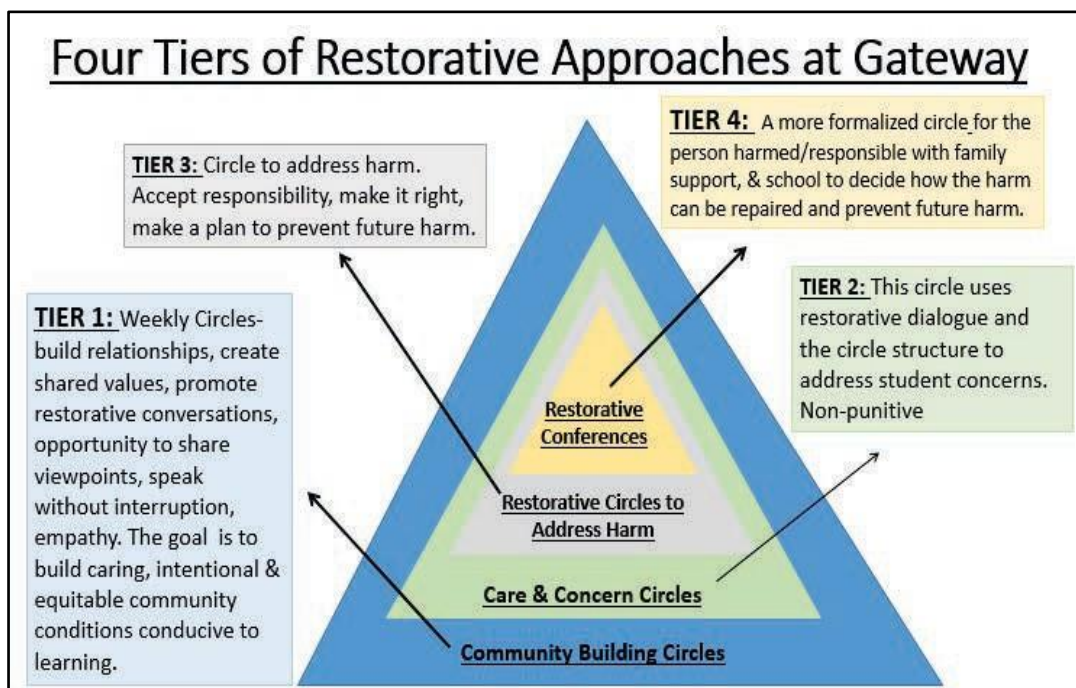 Four Tiers of Restorative Approaches at Gateway
TIER 3: Circle to address harm.
Accept responsibility, make it right,
make a plan to prevent future harm.
TIER 4: A more formalized circle for the
person harmed/responsible with family
support, & school to decide how the harm
can be repaired and prevent future harm.
TIER 1: Weekly Circles-
build relationships, create
shared values, promote
restorative conversations,
opportunity to share
viewpoints, speak
without interruption,
empathy. The goal is to
build caring, intentional &
equitable community
conditions conducive to
learning.
TIER 2: This circle uses
restorative dialogue and
the circle structure to
address student concerns.
Non-punitive
Restorative
Conferences
Restorative Circles to
Address Harm
Care & Concern Circles
Community Building Circles